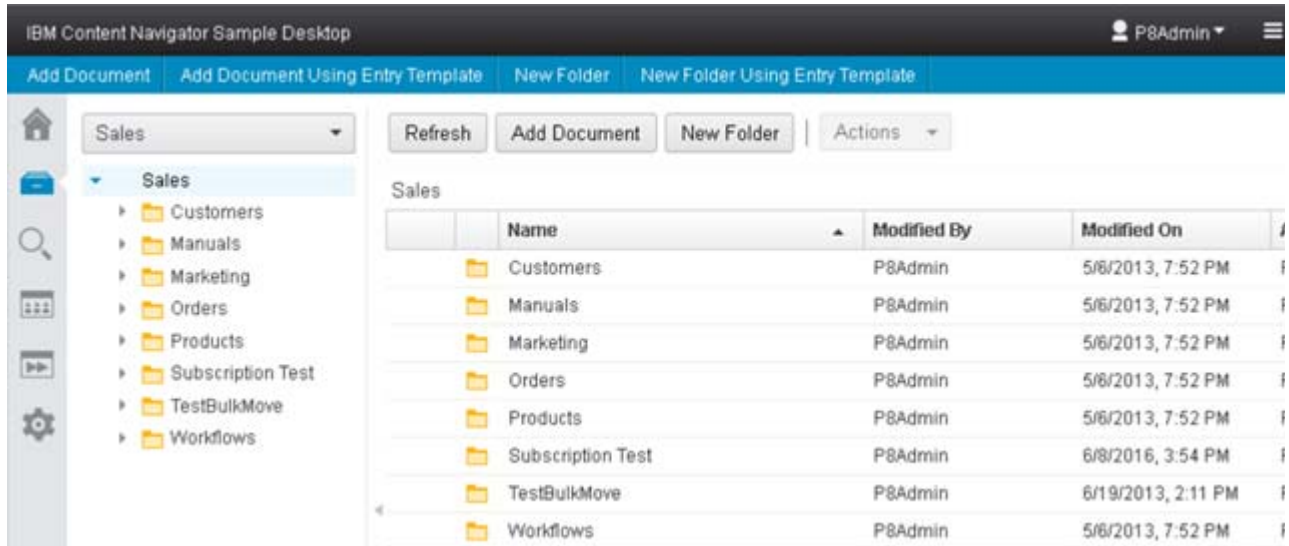 IBM Content Navigator Sample Desktop P8Admin
Add Document Add Document Using Entry Template New Folder New Folder Using Entry Template
Sales Refresh Add Document New Folder Actions
Sales
Customers
Manuals
Marketing
Orders
Products
Subscription Test
TestBulkMove
Workflows
Sales
Name Modified By Modified On
Customers P8Admin 5/6/2013, 7:52 PM
Manuals P8Admin 5/6/2013, 7:52 PM
Marketing P8Admin 5/6/2013, 7:52 PM
Orders P8Admin 5/6/2013, 7:52 PM
Products P8Admin 5/6/2013, 7:52 PM
Subscription Test P8Admin 6/8/2016, 3:54 PM
TestBulkMove P8Admin 6/19/2013, 2:11 PM
Workflows P8Admin 5/6/2013, 7:52 PM